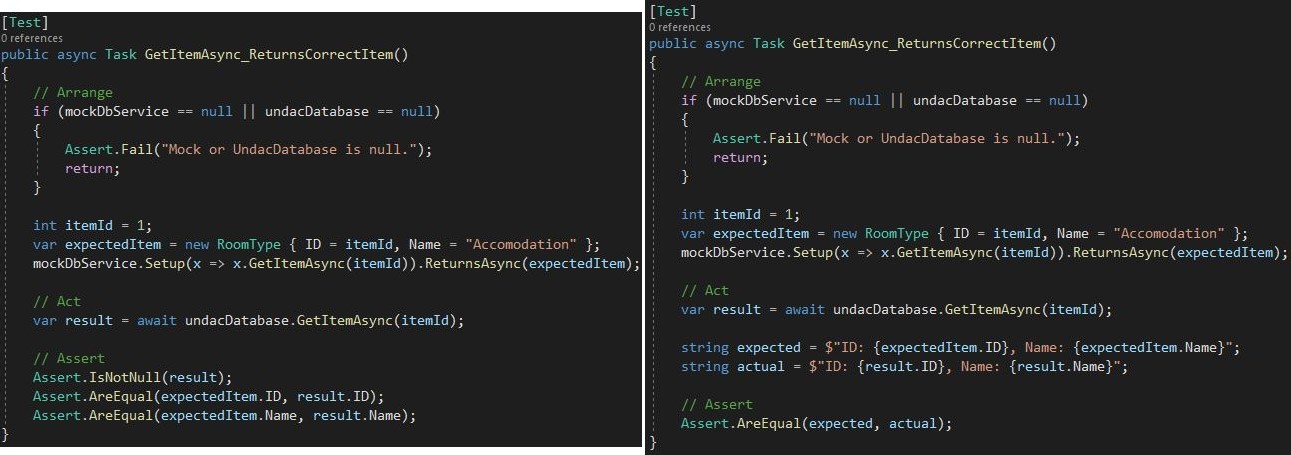 [Test]
0 references
public async Task GetItemAsync_ReturnsCorrectItem()
{
// Arrange
if (mockDbService == null || undacDatabase == null)
{
Assert.Fail("Mock or UndacDatabase is null.");
return;
}
int itemId = 1;
var expectedItem = new RoomType { ID = itemId, Name = "Accomodation" };
mockDbService.Setup(x => x.GetItemAsync(itemId)).ReturnsAsync(expectedItem);
// Act
var result = await undacDatabase.GetItemAsync(itemId);
// Assert
Assert.IsNotNull(result);
Assert.AreEqual(expectedItem.ID, result.ID);
Assert.AreEqual(expectedItem.Name, result.Name);
}
[Test]
0 references
public async Task GetItemAsync_ReturnsCorrectItem()
{
// Arrange
if (mockDbService == null || undacDatabase == null)
{
Assert.Fail("Mock or UndacDatabase is null.");
return;
}
int itemId = 1;
var expectedItem = new RoomType { ID = itemId, Name = "Accomodation" };
mockDbService.Setup(x => x.GetItemAsync(itemId)).ReturnsAsync(expectedItem);
// Act
var result = await undacDatabase.GetItemAsync(itemId);
string expected = $"ID: {expectedItem.ID}, Name: {expectedItem.Name}";
string actual = $"ID: {result.ID}, Name: {result.Name}";
// Assert
Assert.AreEqual(expected, actual);
}